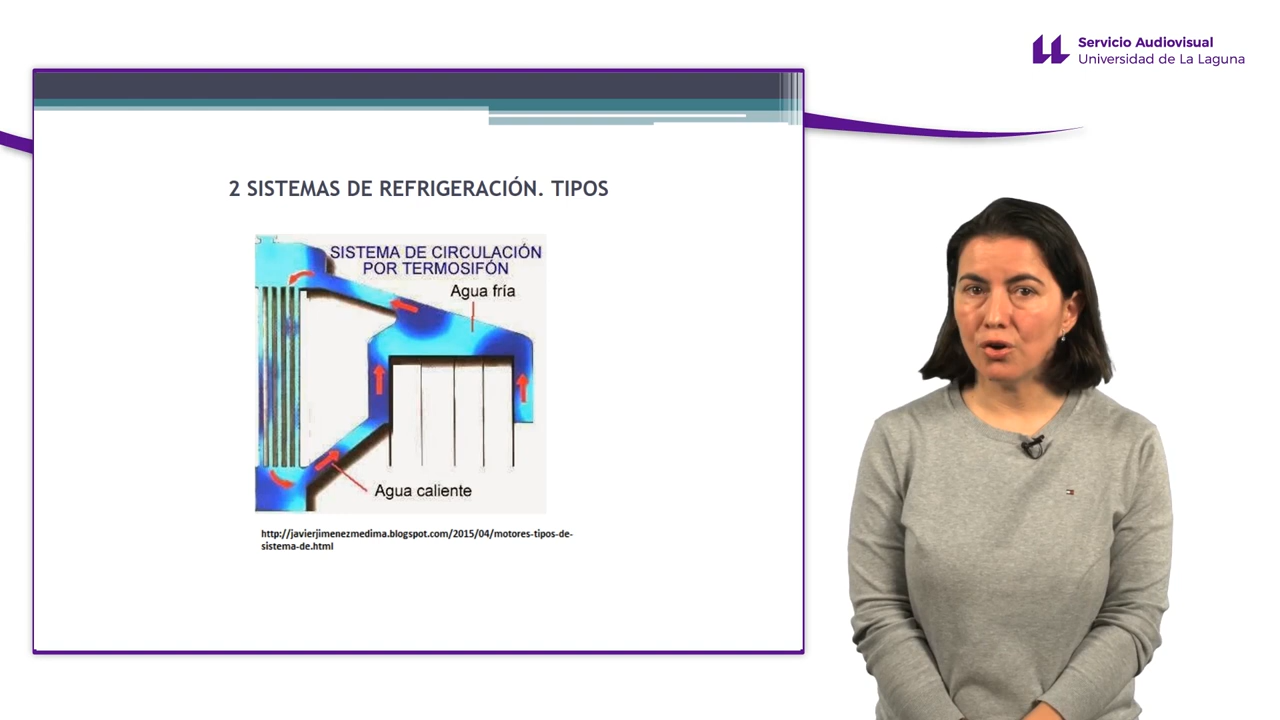 Servicio Audiovisual
Universidad de La Laguna
2 SISTEMAS DE REFRIGERACIÓN. TIPOS
SISTEMA DE CIRCULACIÓN
POR TERMOSIFÓN
Agua fría
Agua caliente
http://javierjimenezmedima.blogspot.com/2015/04/motores-tipos-de-
sistema-de.html